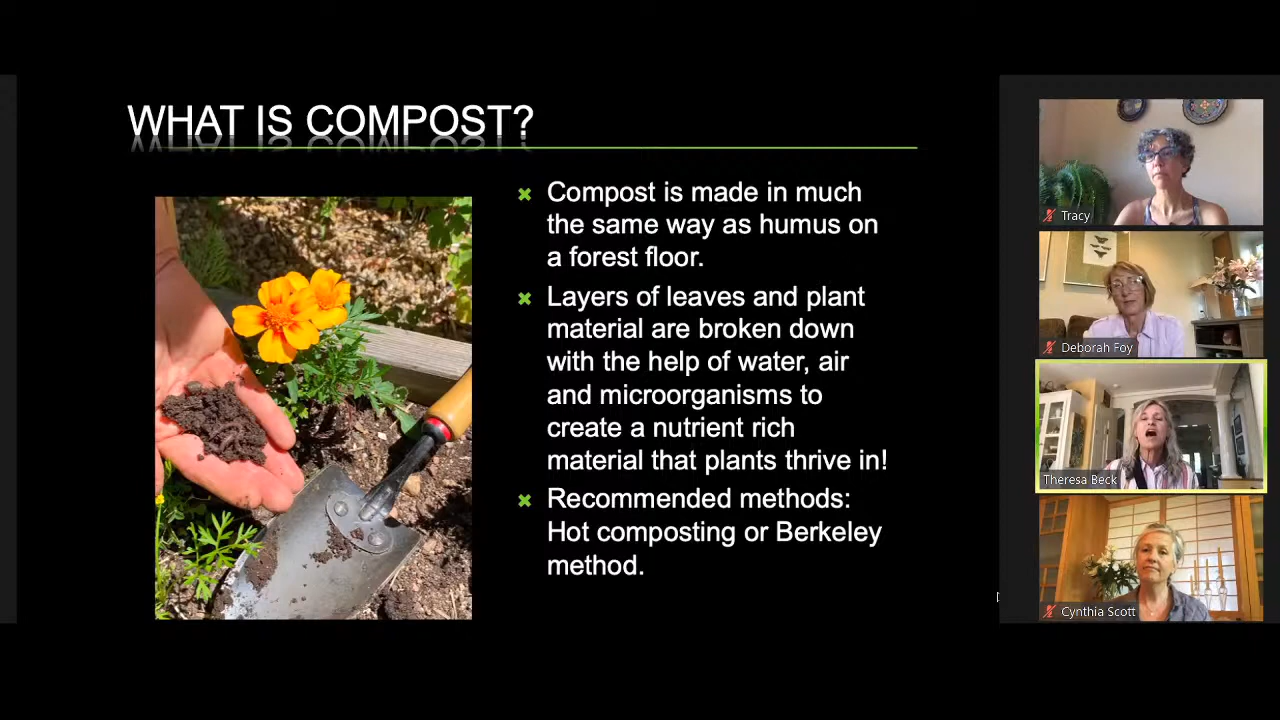 WHAT IS COMPOST?
Compost is made in much
the same way as humus on
a forest floor.
Layers of leaves and plant
material are broken down
with the help of water, air
and microorganisms to
create a nutrient rich
material that plants thrive in!
Recommended methods:
Hot composting or Berkeley
method.
Tracy
Deborah Foy
Theresa Beck
Cynthia Scott